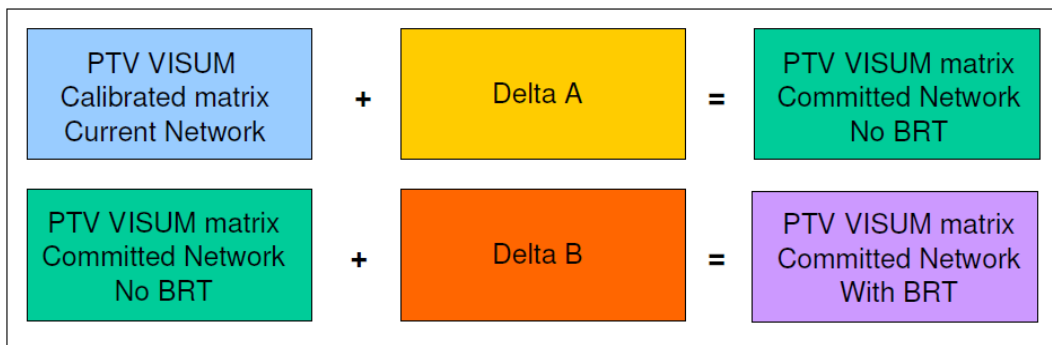 PTV VISUM
Calibrated matrix
Current Network
+
Delta A
=
PTV VISUM matrix
Committed Network
No BRT
PTV VISUM matrix
Committed Network
No BRT
+
Delta B
=
PTV VISUM matrix
Committed Network
With BRT